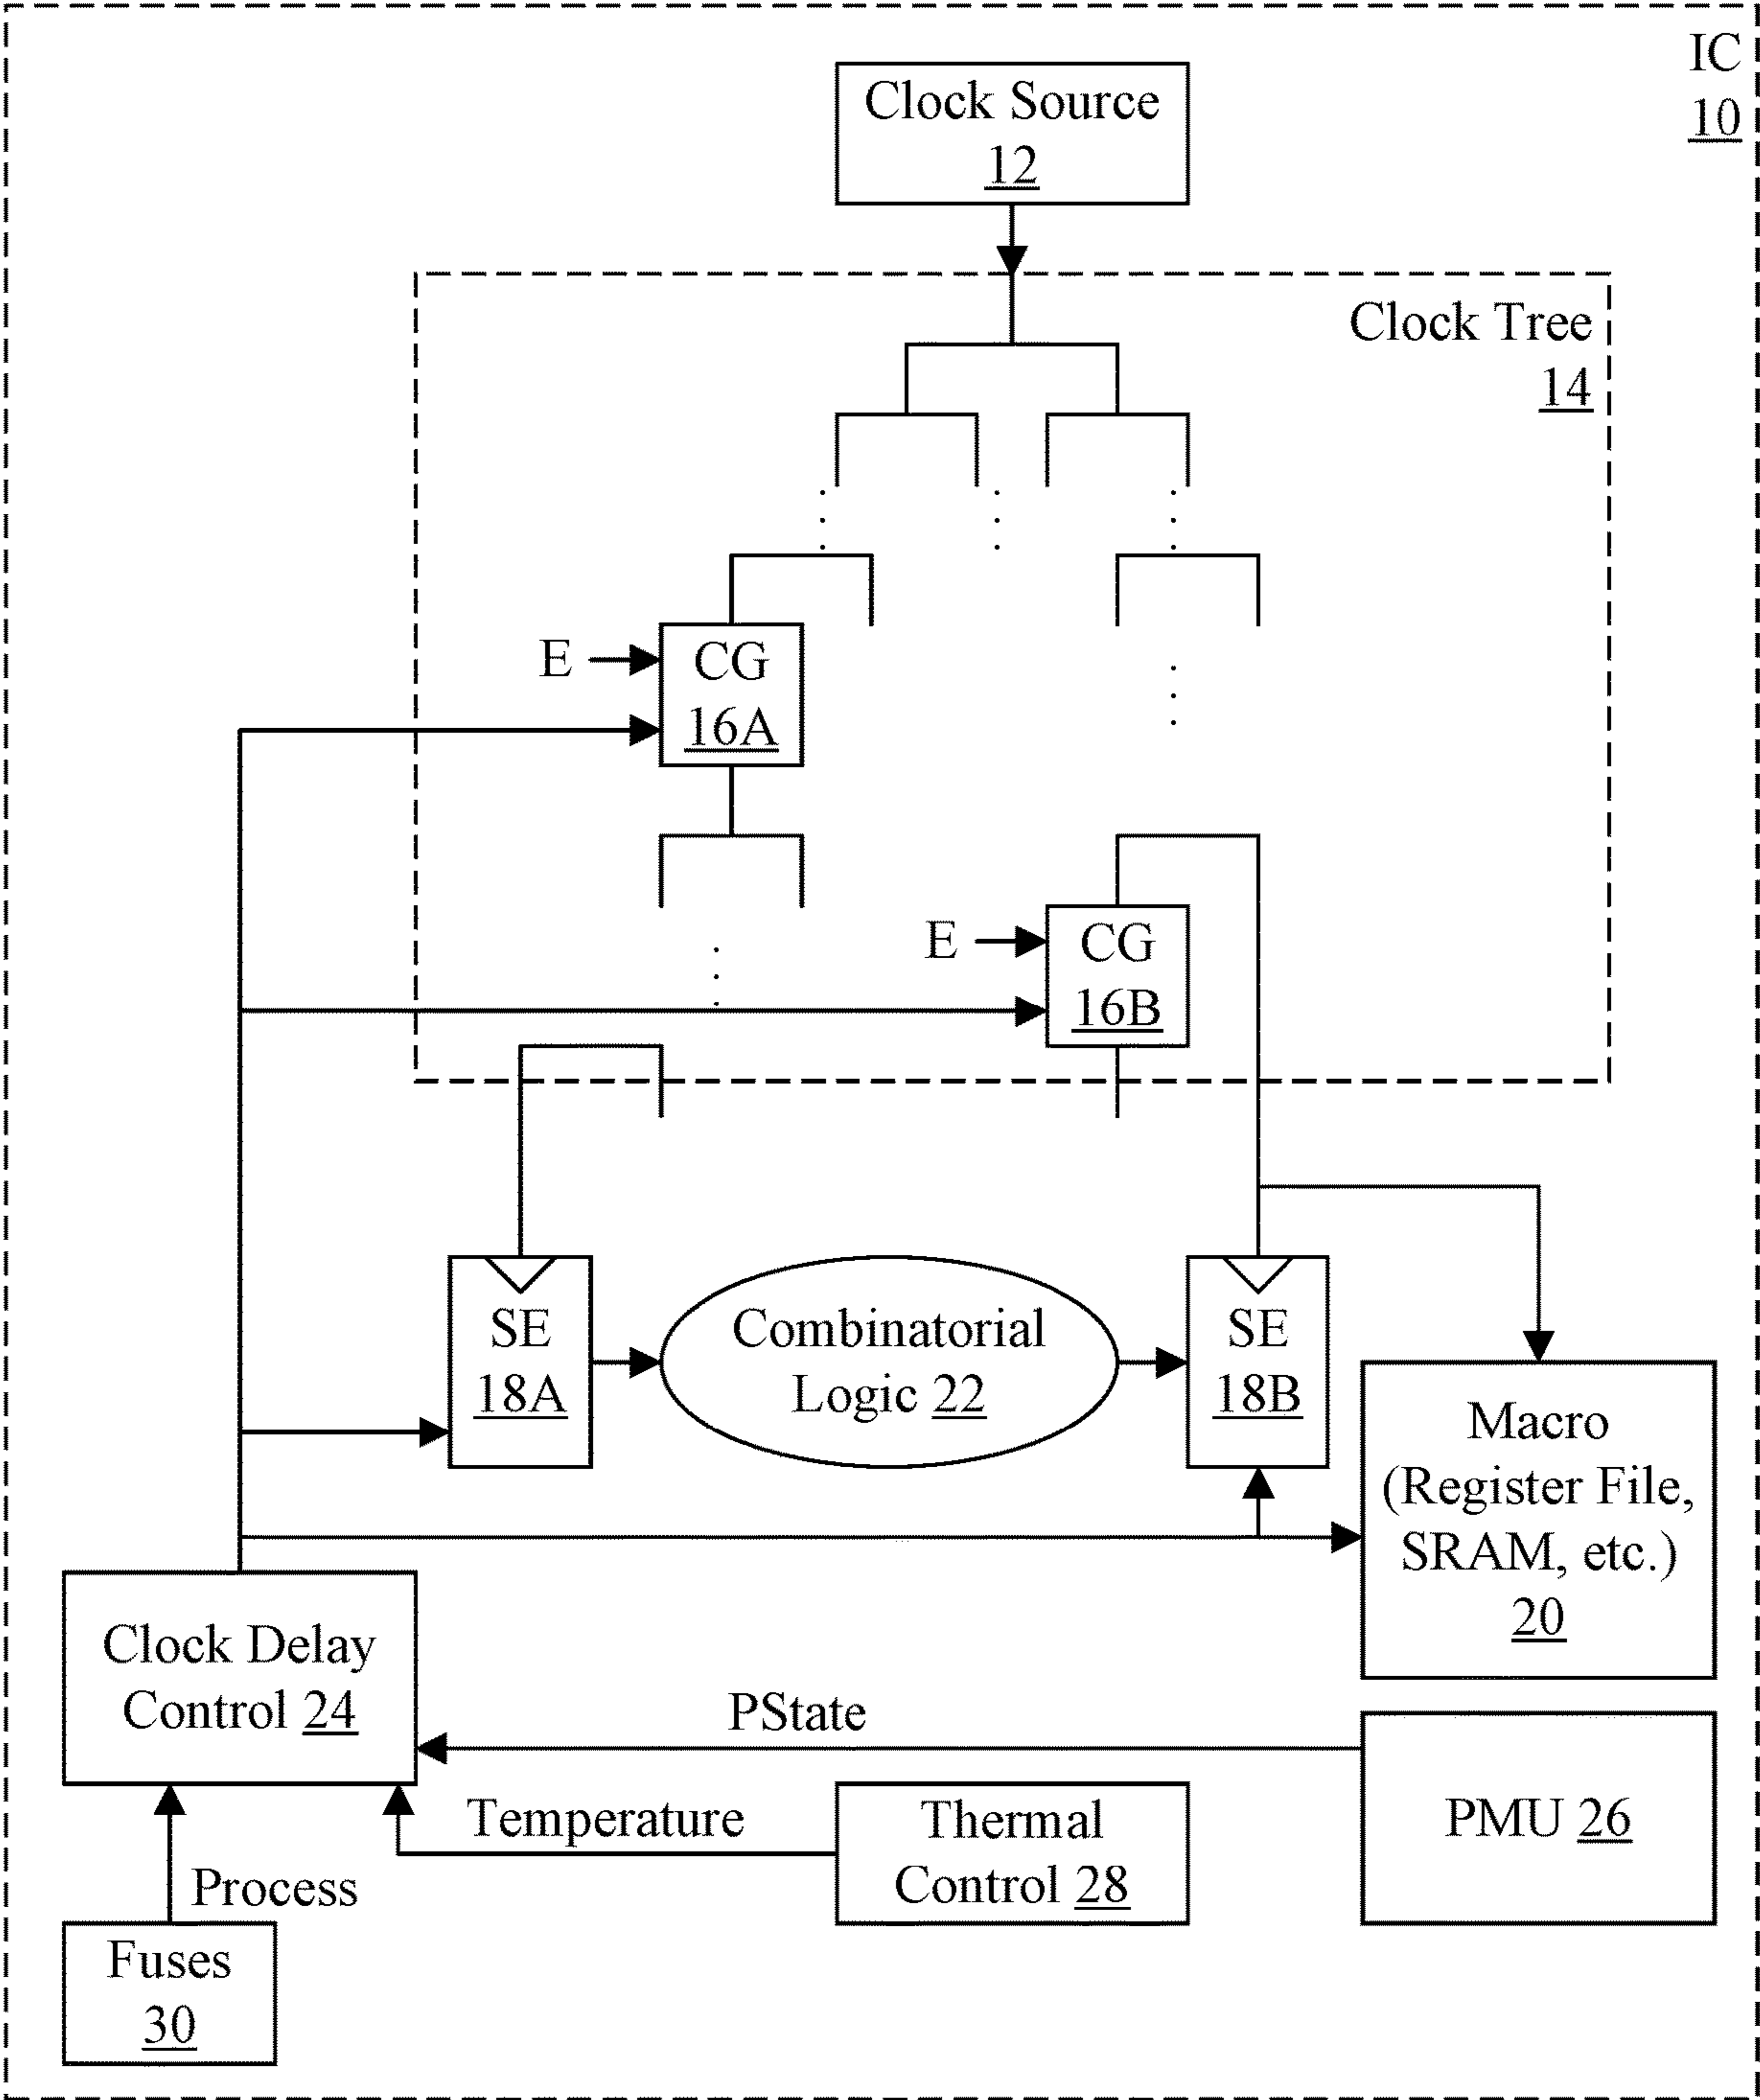 IC
10
Clock Source
12
Clock Tree
14
E
CG
16A
E
CG
16B
SE
18A
Combinatorial
Logic 22
SE
18B
Macro
(Register File,
SRAM, etc.)
20
Clock Delay
Control 24
PState
PMU 26
Temperature
Thermal
Control 28
Process
Fuses
30